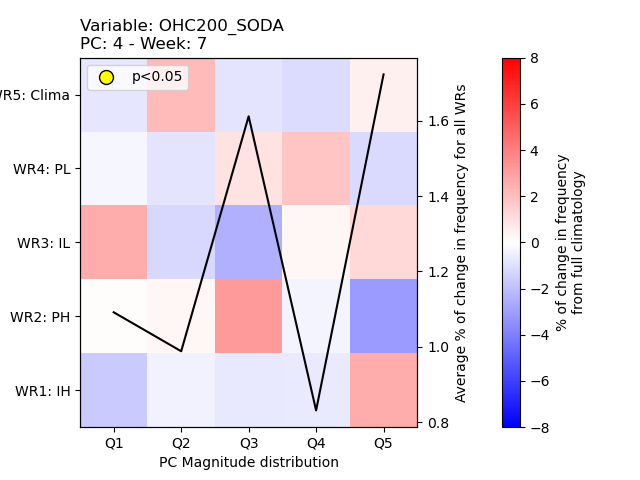 Variable: OHC200_SODA
PC: 4 - Week: 7
p<0.05
WR5: Clima
WR4: PL
WR3: IL
WR2: PH
WR1: IH
Q1 Q2 Q3 Q4 Q5
PC Magnitude distribution
1.6
1.4
1.2
1.0
0.8
Average % of change in frequency for all WRs
8
6
4
2
0
−2
−4
−6
−8
% of change in frequency
from full climatology